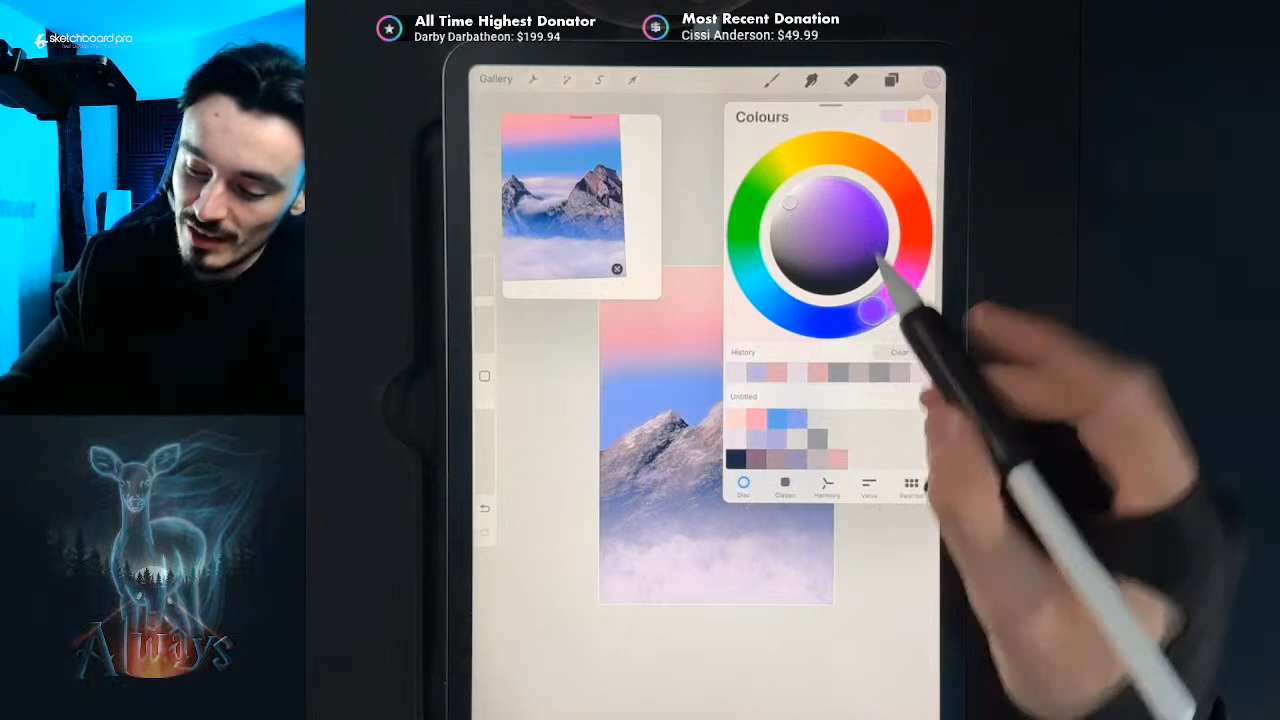 sketchboard pro
All Time Highest Donator
Darby Darbatheon: $199.94
Most Recent Donation
Cissi Anderson: $49.99
Gallery
Colours
History
Clear
Untitled
Disc
Classic
Harmony
Value
Always